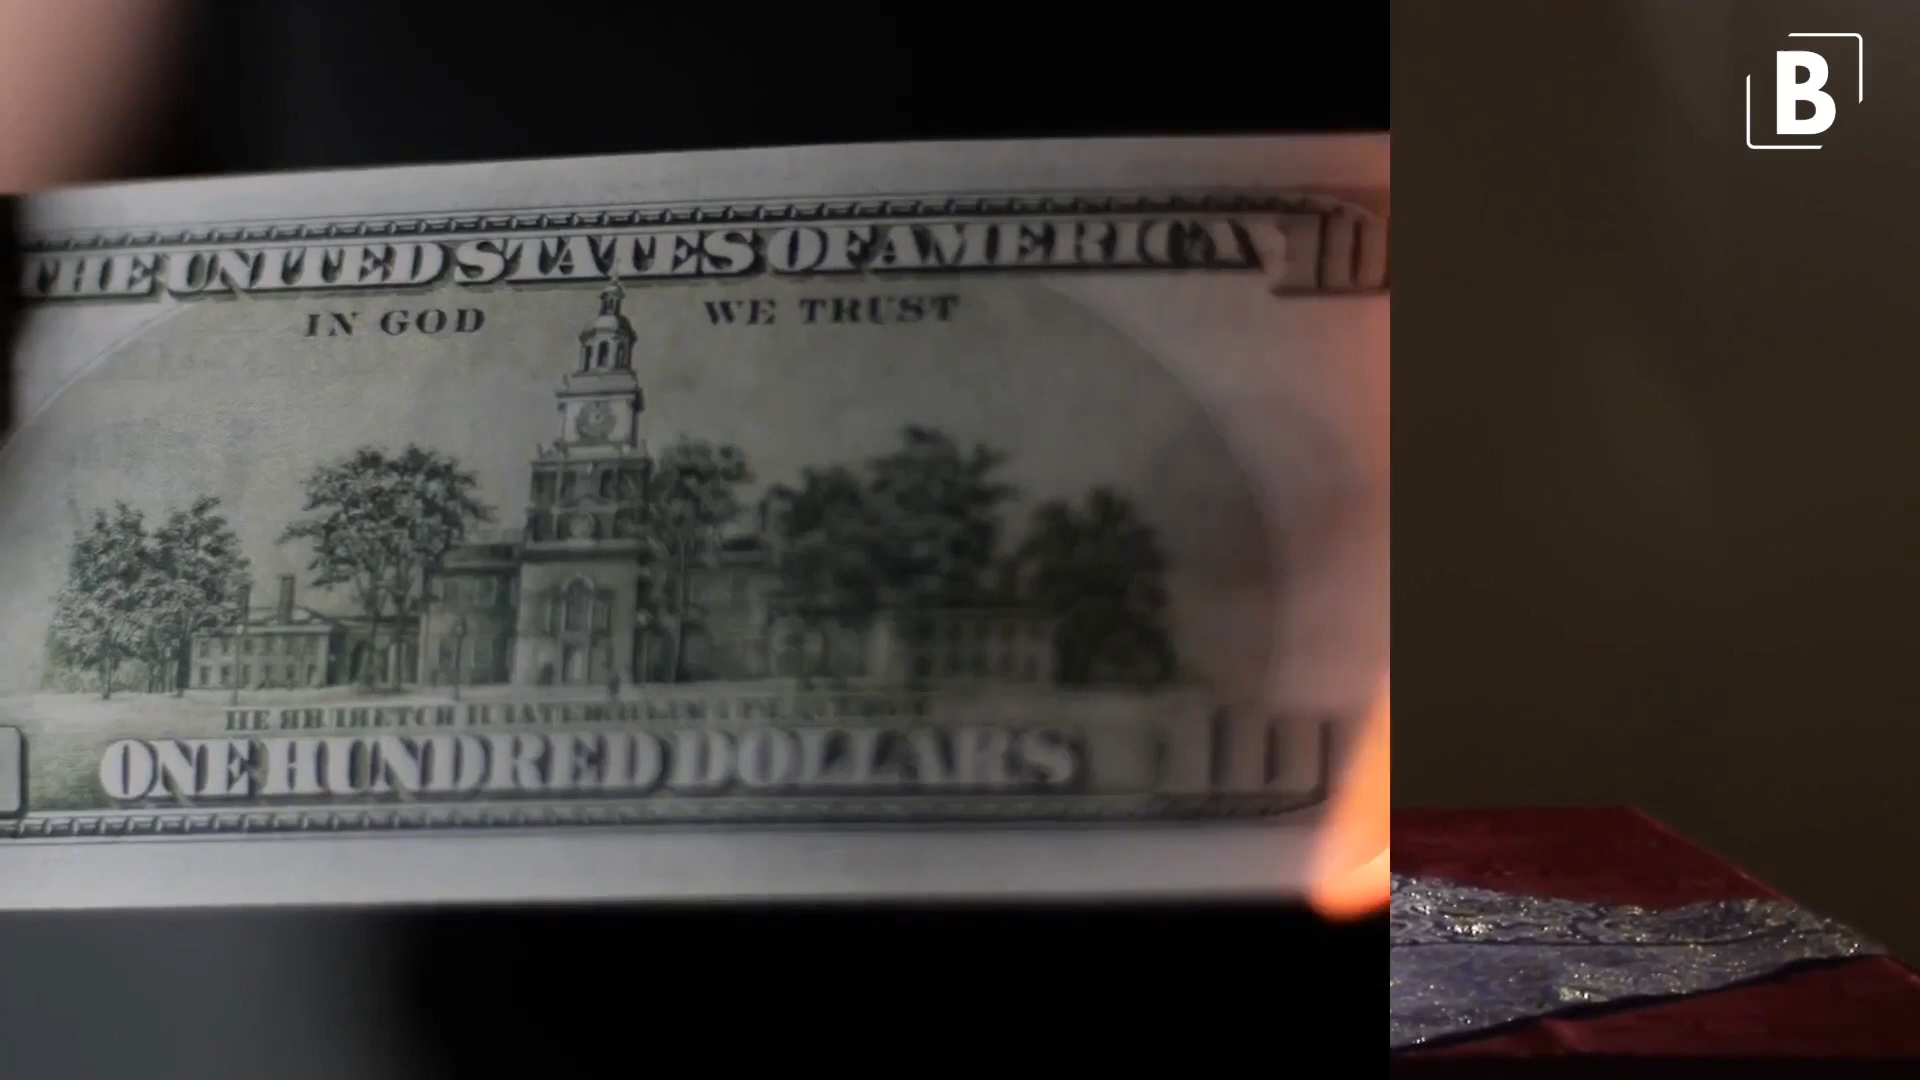 THE UNITED STATES OF AMERICA
IN GOD WE TRUST
ONE HUNDRED DOLLARS
B